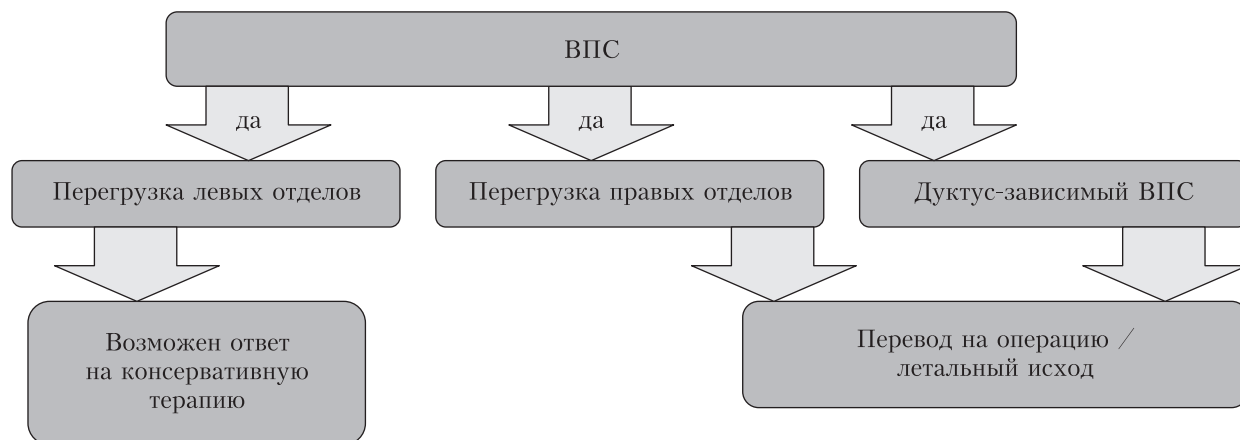 ВПС
да
да
да
Перегрузка левых отделов
Перегрузка правых отделов
Дуктус-зависимый ВПС
Возможен ответ
на консервативную
терапию
Перевод на операцию /
летальный исход